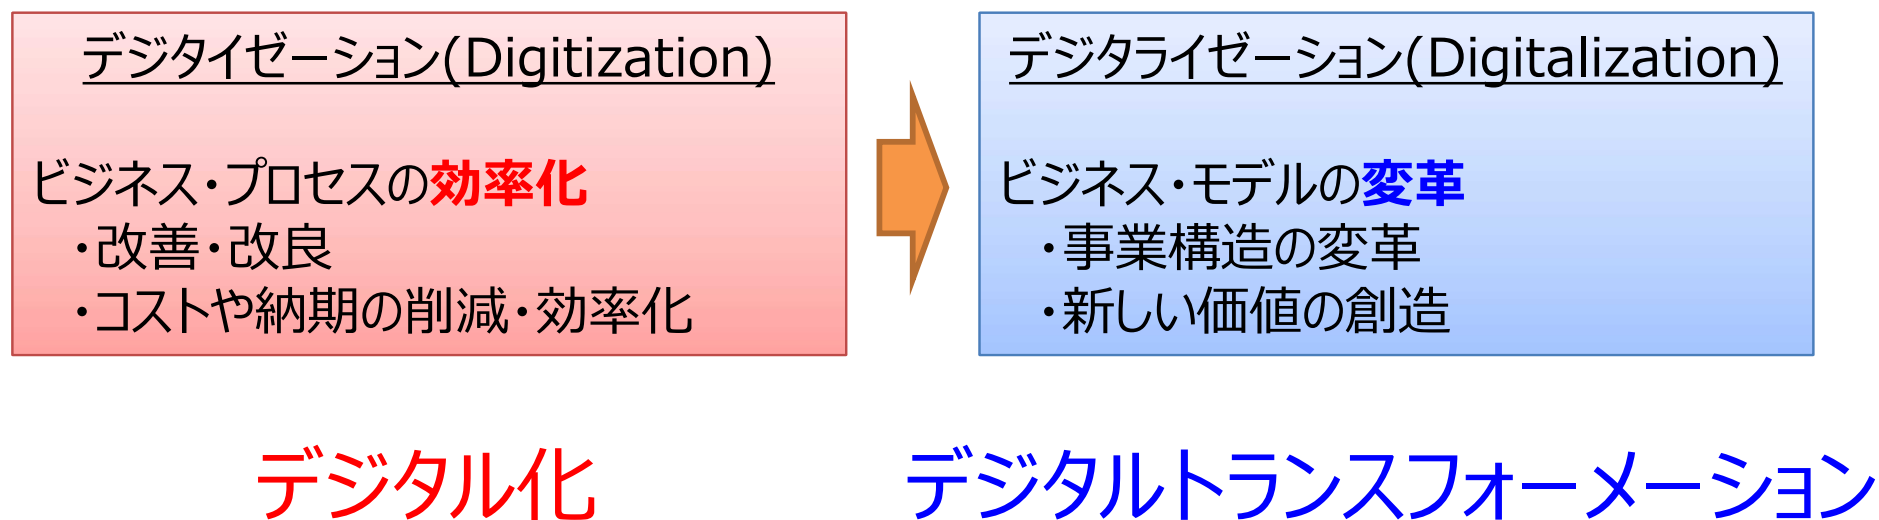 デジタイゼーション(Digitization)
ビジネス・プロセスの効率化
・改善・改良
・コストや納期の削減・効率化
デジタライゼーション(Digitalization)
ビジネス・モデルの変革
・事業構造の変革
・新しい価値の創造
デジタル化
デジタルトランスフォーメーション